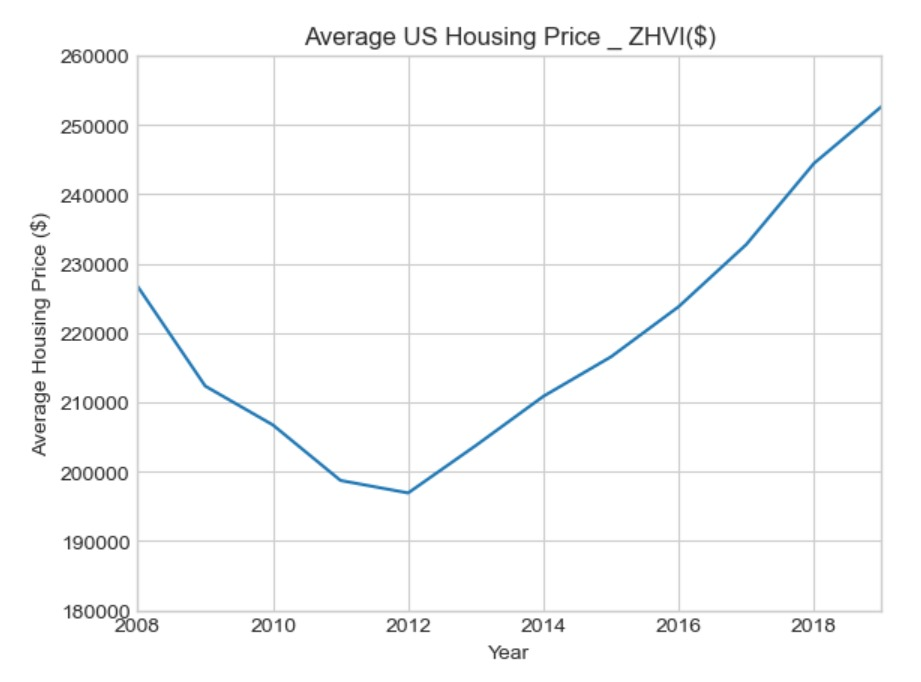 Average US Housing Price _ ZHVI($)
260000
250000
240000
230000
220000
210000
200000
190000
180000
Average Housing Price ($)
2008 2010 2012 2014 2016 2018
Year